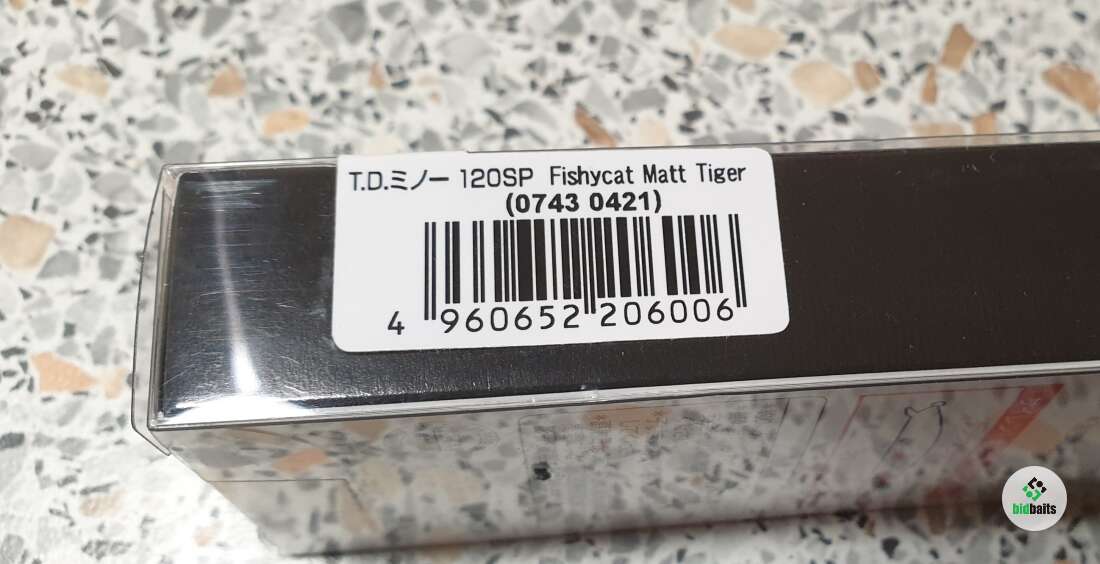 T.D.ミノー 120SP Fishycat Matt Tiger
(0743 0421)
4 960652 206006
bidbaits